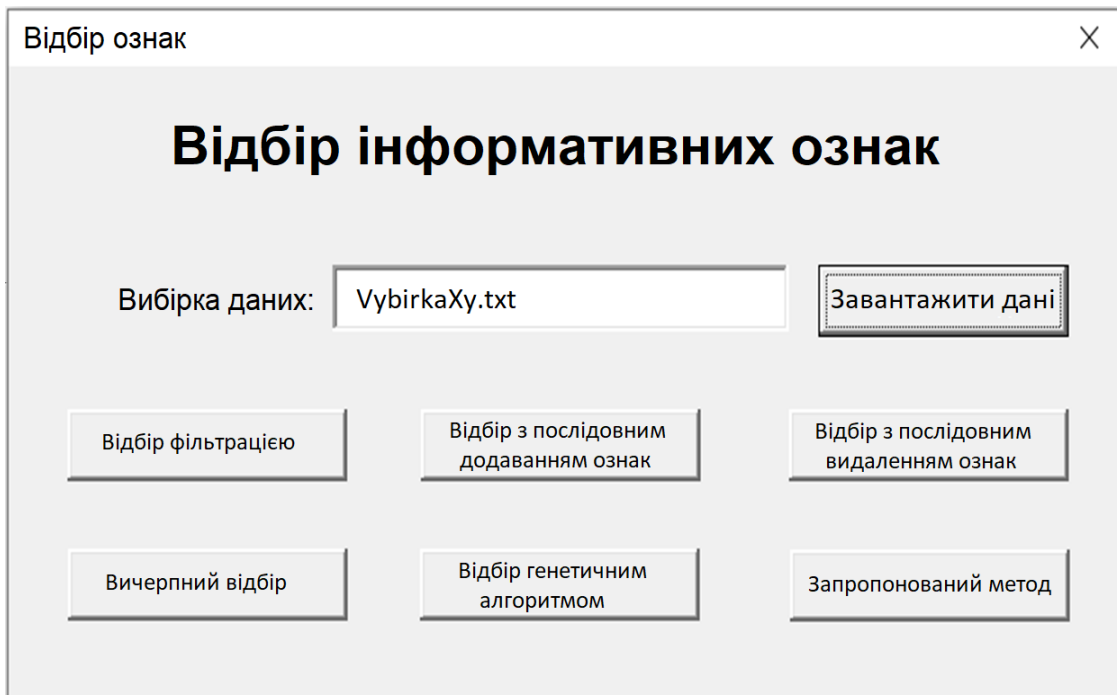 Відбір ознак
Відбір інформативних ознак
Вибірка даних: VybirkaXy.txt Завантажити дані
Відбір фільтрацією
Відбір з послідовним
додаванням ознак
Відбір з послідовним
видаленням ознак
Вичерпний відбір
Відбір генетичним
алгоритмом
Запропонований метод